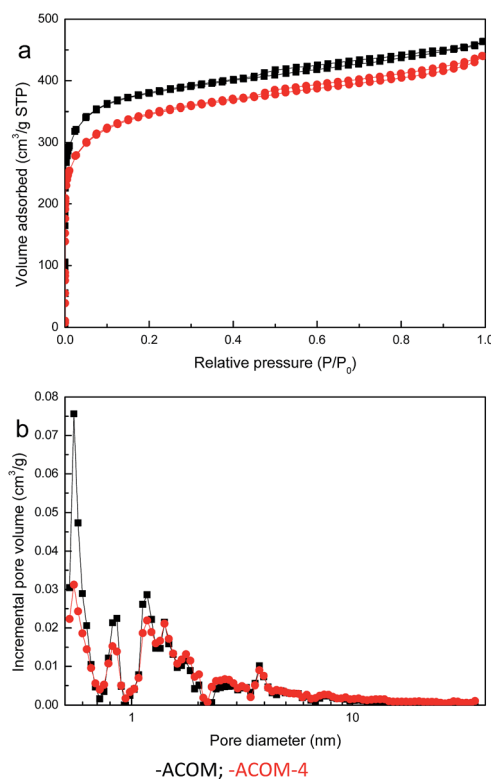 a
500
400
300
200
100
0
Volume adsorbed (cm³/g STP)
0.0 0.2 0.4 0.6 0.8 1.0
Relative pressure (P/P₀)
b
0.08
0.07
0.06
0.05
0.04
0.03
0.02
0.01
0.00
Incremental pore volume (cm³/g)
1 10
Pore diameter (nm)
-ACOM; -ACOM-4